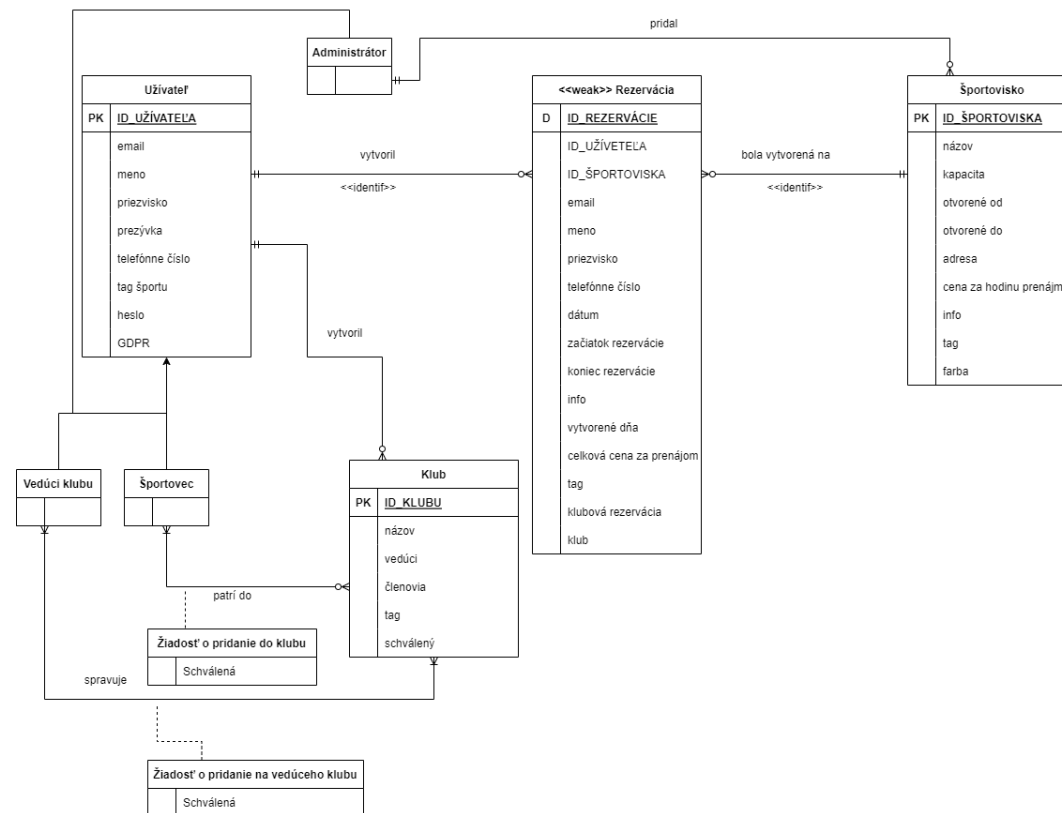 pridal
Administrátor
Užívateľ
PK ID_UŽÍVATEĽA
email
meno
priezvisko
prezývka
telefónne číslo
tag športu
heslo
GDPR
vytvoril
<<identif>>
<<weak>> Rezervácia
D ID_REZERVÁCIE
ID_UŽÍVETEĽA
ID_ŠPORTOVISKA
email
meno
priezvisko
telefónne číslo
dátum
začiatok rezervácie
koniec rezervácie
info
vytvorené dňa
celková cena za prenájom
tag
klubová rezervácia
klub
bola vytvorená na
<<identif>>
Športovisko
PK ID_ŠPORTOVISKA
názov
kapacita
otvorené od
otvorené do
adresa
cena za hodinu prenájm
info
tag
farba
vytvoril
Vedúci klubu
Športovec
Klub
PK ID_KLUBU
názov
vedúci
členovia
tag
schválený
patrí do
Žiadosť o pridanie do klubu
Schválená
spravuje
Žiadosť o pridanie na vedúceho klubu
Schválená